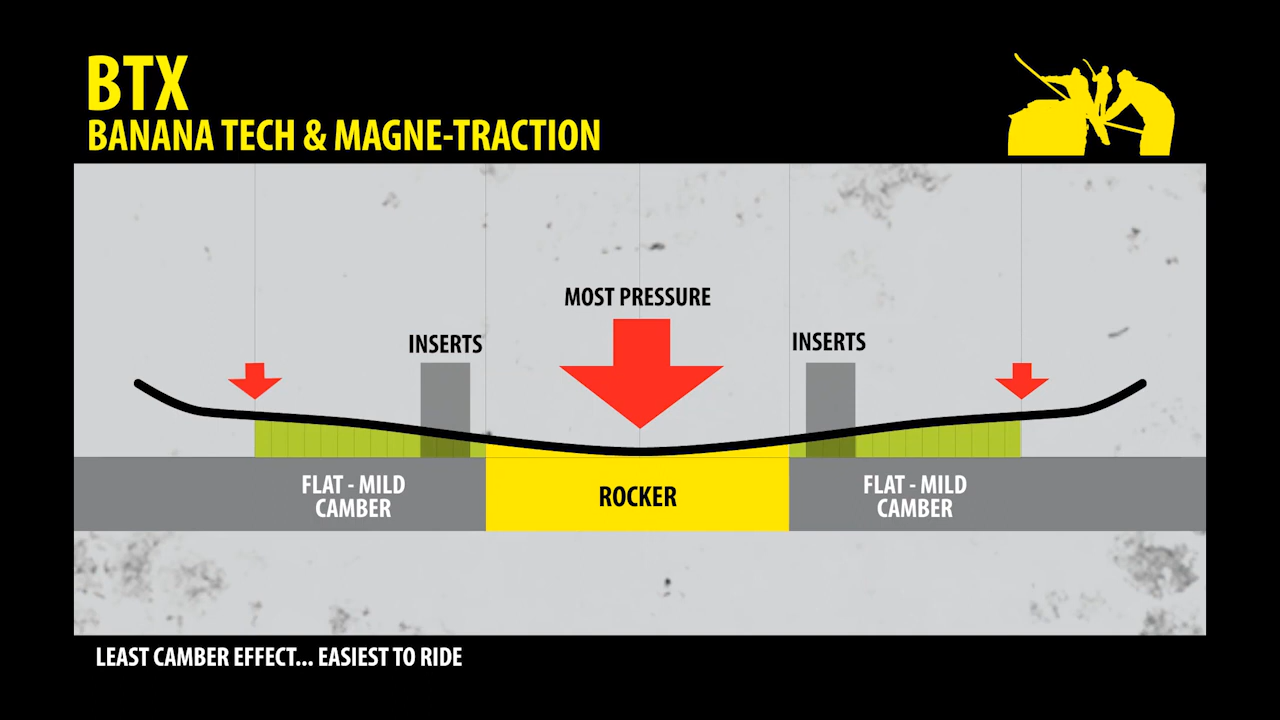 BTX
BANANA TECH & MAGNE-TRACTION
MOST PRESSURE
INSERTS
INSERTS
FLAT - MILD
CAMBER
ROCKER
FLAT - MILD
CAMBER
LEAST CAMBER EFFECT... EASIEST TO RIDE